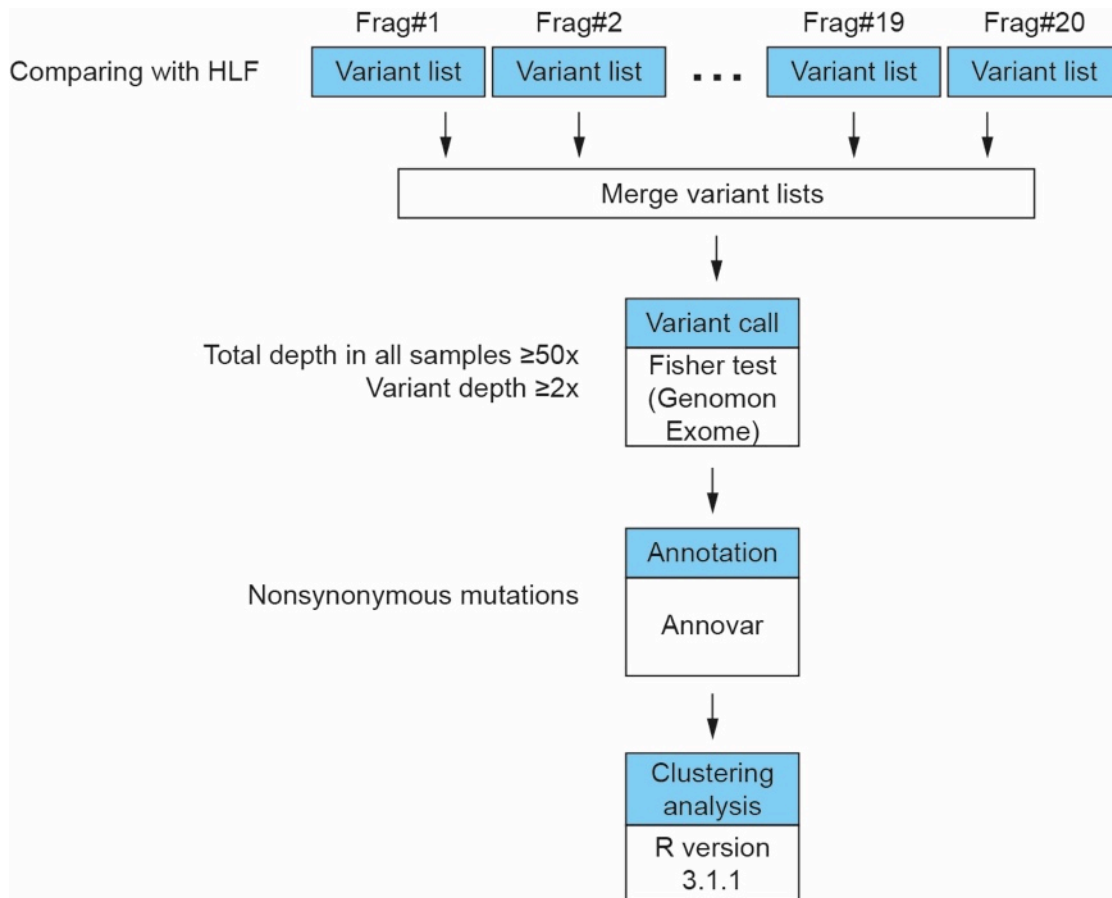 Frag#1 Frag#2 Frag#19 Frag#20
Comparing with HLF Variant list Variant list ... Variant list Variant list
Merge variant lists
Variant call
Total depth in all samples ≥50x
Variant depth ≥2x
Fisher test
(Genomon
Exome)
Annotation
Nonsynonymous mutations
Annovar
Clustering
analysis
R version
3.1.1